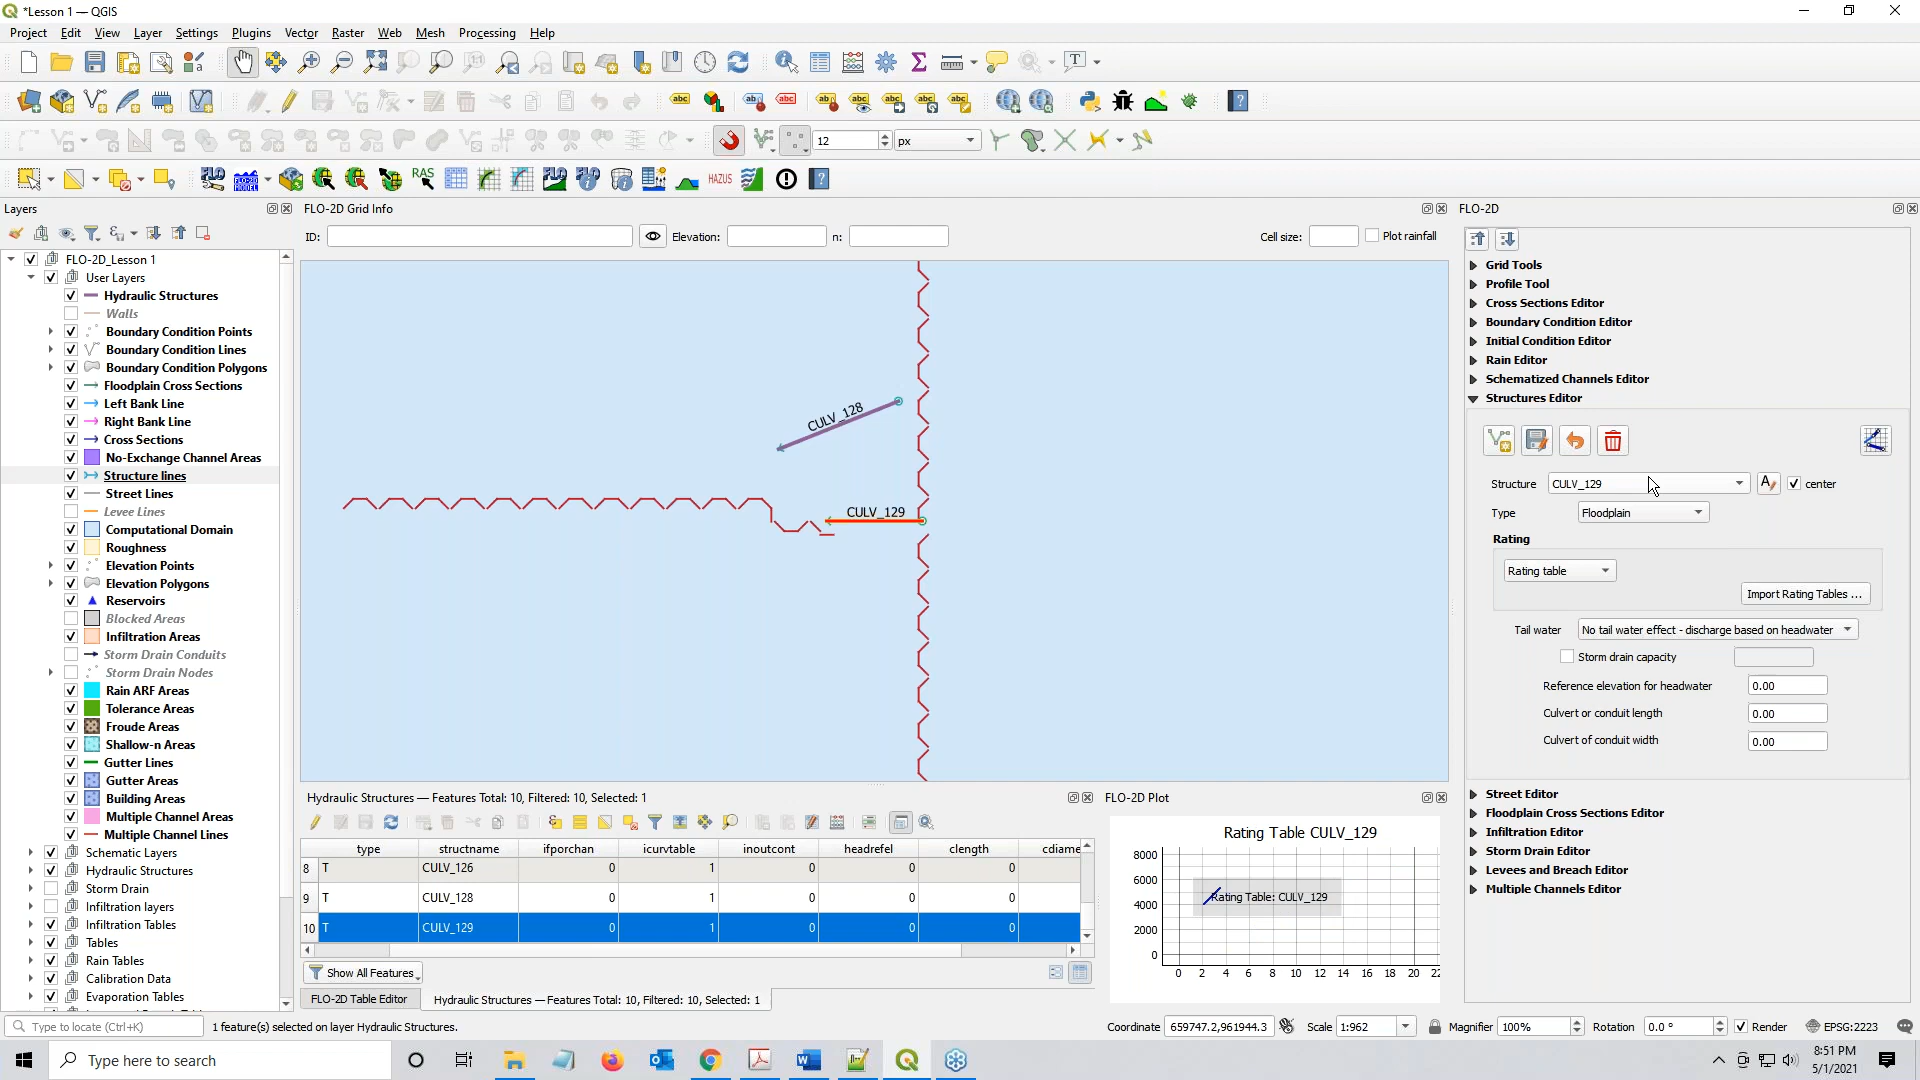 *Lesson 1 — QGIS
Project Edit View Layer Settings Plugins Vector Raster Web Mesh Processing Help
12 px
RAS HAZUS
Layers
FLO-2D_Lesson 1
User Layers
Hydraulic Structures
Walls
Boundary Condition Points
Boundary Condition Lines
Boundary Condition Polygons
Floodplain Cross Sections
Left Bank Line
Right Bank Line
Cross Sections
No-Exchange Channel Areas
Structure lines
Street Lines
Levee Lines
Computational Domain
Roughness
Elevation Points
Elevation Polygons
Reservoirs
Blocked Areas
Infiltration Areas
Storm Drain Conduits
Storm Drain Nodes
Rain ARF Areas
Tolerance Areas
Froude Areas
Shallow-n Areas
Gutter Lines
Gutter Areas
Building Areas
Multiple Channel Areas
Multiple Channel Lines
Schematic Layers
Hydraulic Structures
Storm Drain
Infiltration layers
Infiltration Tables
Tables
Rain Tables
Calibration Data
Evaporation Tables
FLO-2D Grid Info
ID: Elevation: n: Cell size: Plot rainfall
CULV_128
CULV_129
Hydraulic Structures — Features Total: 10, Filtered: 10, Selected: 1
type structname ifporchan icurvtable inoutcont headrefel clength cdiame
8 T CULV_126 0 1 0 0 0
9 T CULV_128 0 1 0 0 0
10 T CULV_129 0 1 0 0 0
Show All Features
FLO-2D Table Editor Hydraulic Structures — Features Total: 10, Filtered: 10, Selected: 1
FLO-2D Plot
Rating Table CULV_129
8000
6000
4000
2000
0
Rating Table: CULV_129
0 2 4 6 8 10 12 14 16 18 20 22
FLO-2D
Grid Tools
Profile Tool
Cross Sections Editor
Boundary Condition Editor
Initial Condition Editor
Rain Editor
Schematized Channels Editor
Structures Editor
Structure CULV_129 center
Type Floodplain
Rating
Rating table
Import Rating Tables ...
Tail water No tail water effect - discharge based on headwater
Storm drain capacity
Reference elevation for headwater 0.00
Culvert or conduit length 0.00
Culvert of conduit width 0.00
Street Editor
Floodplain Cross Sections Editor
Infiltration Editor
Storm Drain Editor
Levees and Breach Editor
Multiple Channels Editor
Type to locate (Ctrl+K) 1 feature(s) selected on layer Hydraulic Structures. Coordinate 659747.2,961944.3 Scale 1:962 Magnifier 100% Rotation 0.0 ° Render EPSG:2223
Type here to search
8:51 PM
5/1/2021